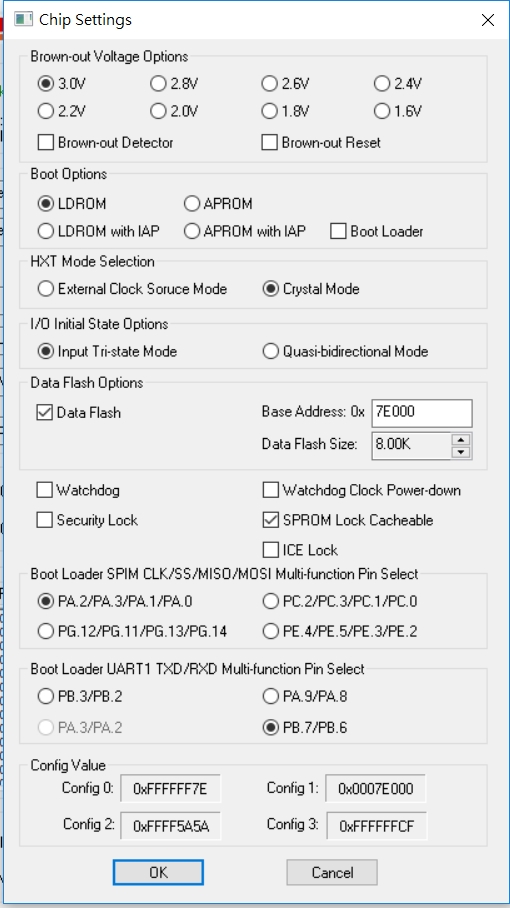 Chip Settings
Brown-out Voltage Options
3.0V 2.8V 2.6V 2.4V
2.2V 2.0V 1.8V 1.6V
Brown-out Detector Brown-out Reset
Boot Options
LDROM APROM
LDROM with IAP APROM with IAP Boot Loader
HXT Mode Selection
External Clock Soruce Mode Crystal Mode
I/O Initial State Options
Input Tri-state Mode Quasi-bidirectional Mode
Data Flash Options
Data Flash Base Address: 0x 7E000
Data Flash Size: 8.00K
Watchdog Watchdog Clock Power-down
Security Lock SPROM Lock Cacheable
ICE Lock
Boot Loader SPIM CLK/SS/MISO/MOSI Multi-function Pin Select
PA.2/PA.3/PA.1/PA.0 PC.2/PC.3/PC.1/PC.0
PG.12/PG.11/PG.13/PG.14 PE.4/PE.5/PE.3/PE.2
Boot Loader UART1 TXD/RXD Multi-function Pin Select
PB.3/PB.2 PA.9/PA.8
PA.3/PA.2 PB.7/PB.6
Config Value
Config 0: 0xFFFFFF7E Config 1: 0x0007E000
Config 2: 0xFFFF5A5A Config 3: 0xFFFFFFCF
OK Cancel